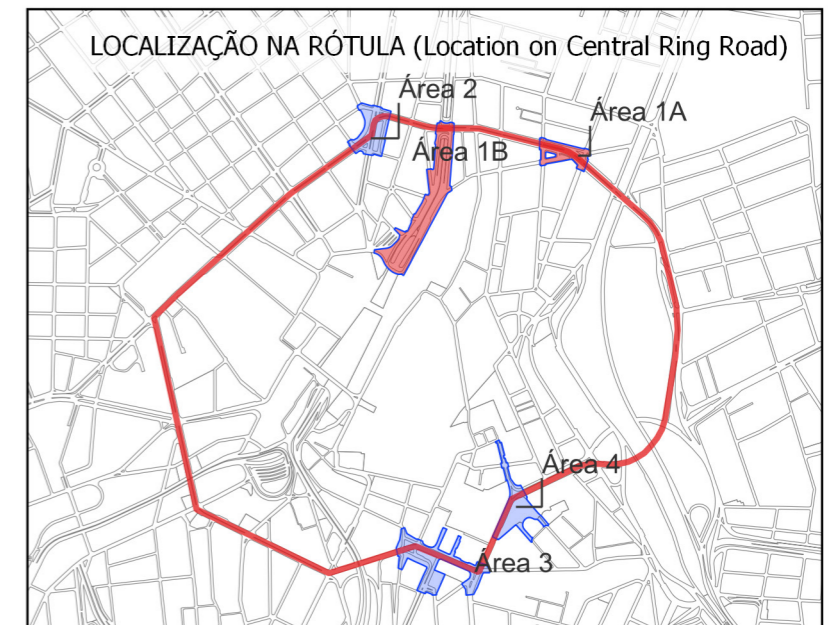 LOCALIZAÇÃO NA RÓTULA (Location on Central Ring Road)
Área 2
Área 1A
Área 1B
Área 4
Área 3